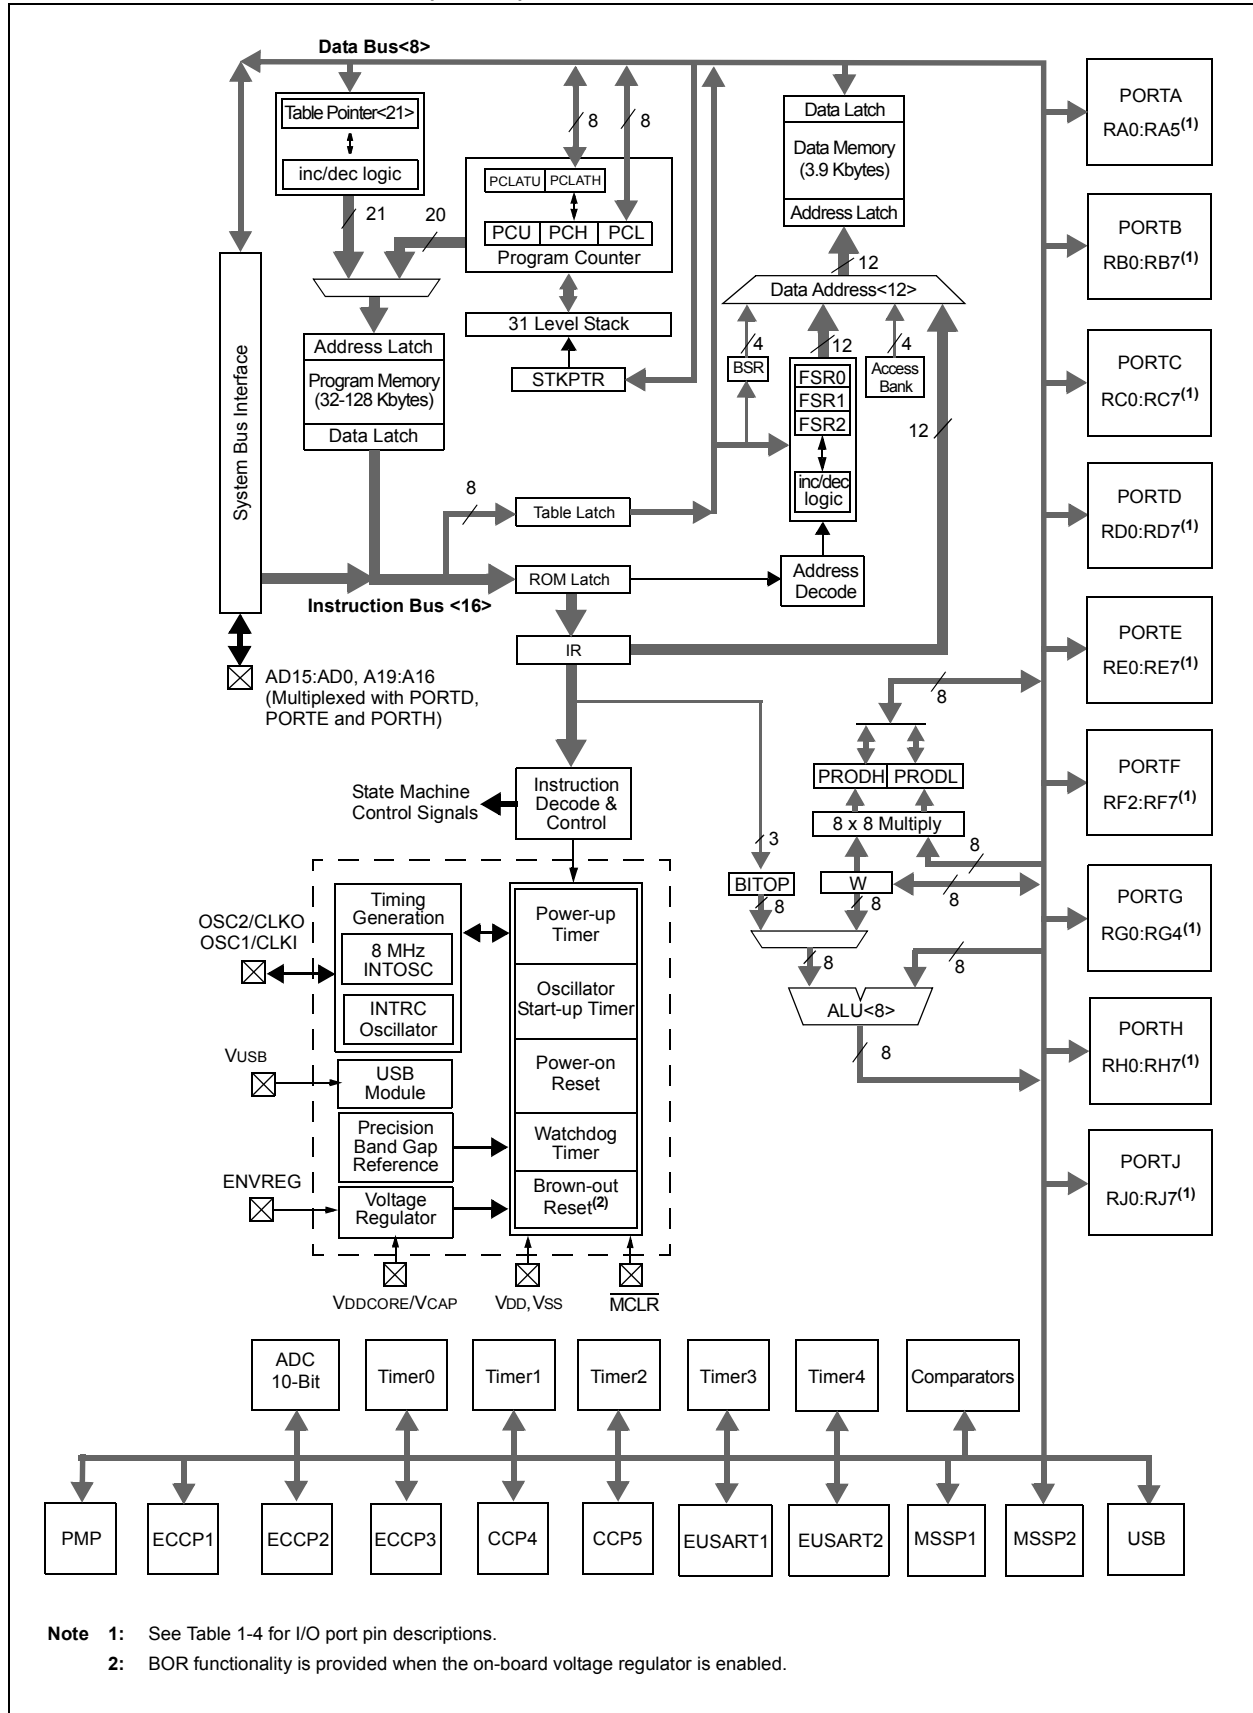 Data Bus<8>
Table Pointer<21>
inc/dec logic
21
20
8
8
PCLATU PCLATH
PCU PCH PCL
Program Counter
31 Level Stack
STKPTR
Data Latch
Data Memory
(3.9 Kbytes)
Address Latch
12
Data Address<12>
4
12
4
BSR
FSR0
FSR1
FSR2
inc/dec
logic
Access
Bank
12
Address
Decode
System Bus Interface
Address Latch
Program Memory
(32-128 Kbytes)
Data Latch
8
Table Latch
ROM Latch
Instruction Bus <16>
IR
AD15:AD0, A19:A16
(Multiplexed with PORTD,
PORTE and PORTH)
State Machine
Control Signals
Instruction
Decode &
Control
8
PRODH PRODL
8 x 8 Multiply
3
8
BITOP
W
8
8
8
8
8
ALU<8>
8
PORTA
RA0:RA5(1)
PORTB
RB0:RB7(1)
PORTC
RC0:RC7(1)
PORTD
RD0:RD7(1)
PORTE
RE0:RE7(1)
PORTF
RF2:RF7(1)
PORTG
RG0:RG4(1)
PORTH
RH0:RH7(1)
PORTJ
RJ0:RJ7(1)
OSC2/CLKO
OSC1/CLKI
Timing
Generation
8 MHz
INTOSC
INTRC
Oscillator
VUSB
USB
Module
Precision
Band Gap
Reference
ENVREG
Voltage
Regulator
Power-up
Timer
Oscillator
Start-up Timer
Power-on
Reset
Watchdog
Timer
Brown-out
Reset(2)
VDDCORE/VCAP
VDD, VSS
MCLR
ADC
10-Bit
Timer0
Timer1
Timer2
Timer3
Timer4
Comparators
PMP
ECCP1
ECCP2
ECCP3
CCP4
CCP5
EUSART1
EUSART2
MSSP1
MSSP2
USB
Note 1: See Table 1-4 for I/O port pin descriptions.
2: BOR functionality is provided when the on-board voltage regulator is enabled.